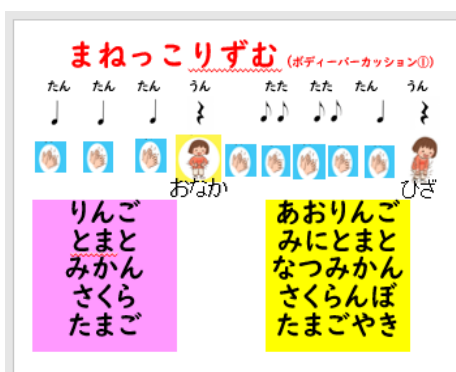 まねっこりずむ（ボディーパーカッション①）
たん たん たん うん たた たた たん うん
おなか ひざ
りんご
とまと
みかん
さくら
たまご
あおりんご
みにとまと
なつみかん
さくらんぼ
たまごやき